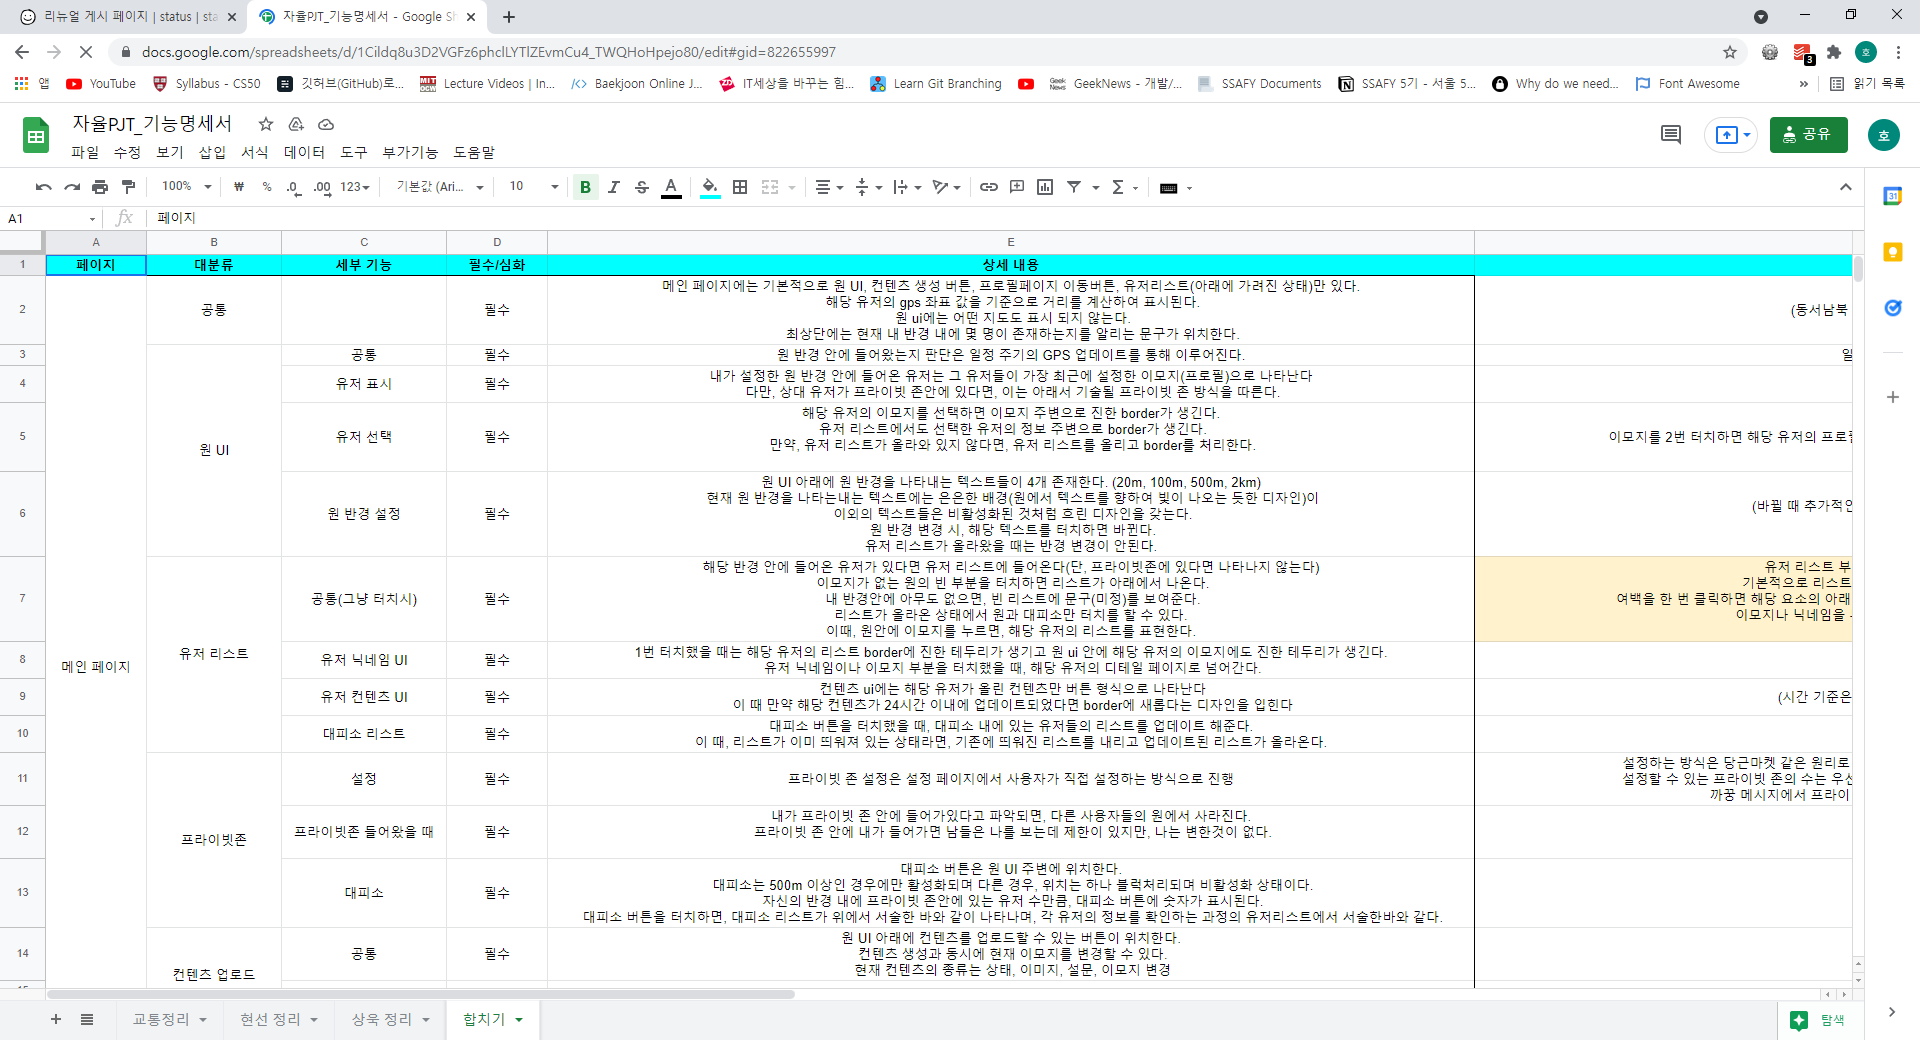 리뉴얼 게시 페이지 | status | sta
자율PJT_기능명세서 - Google Sh
docs.google.com/spreadsheets/d/1Cildq8u3D2VGFz6phclLYTlZEvmCu4_TWQHoHpejo80/edit#gid=822655997
3
호
앱
YouTube
Syllabus - CS50
깃허브(GitHub)로...
Lecture Videos | In...
Baekjoon Online J...
IT세상을 바꾸는 힘...
Learn Git Branching
GeekNews - 개발/...
SSAFY Documents
SSAFY 5기 - 서울 5...
Why do we need...
Font Awesome
읽기 목록
자율PJT_기능명세서
파일 수정 보기 삽입 서식 데이터 도구 부가기능 도움말
공유
호
100% ₩ % .0 .00 123 기본값 (Ari... 10 B I S A
A1 fx 페이지
A B C D E
1 페이지 대분류 세부 기능 필수/심화 상세 내용
메인 페이지
2 공통 필수
메인 페이지에는 기본적으로 원 UI, 컨텐츠 생성 버튼, 프로필페이지 이동버튼, 유저리스트(아래에 가려진 상태)만 있다.
해당 유저의 gps 좌표 값을 기준으로 거리를 계산하여 표시된다.
원 ui에는 어떤 지도도 표시 되지 않는다.
최상단에는 현재 내 반경 내에 몇 명이 존재하는지를 알리는 문구가 위치한다.
(동서남북
원 UI
3 공통 필수 원 반경 안에 들어왔는지 판단은 일정 주기의 GPS 업데이트를 통해 이루어진다.
일
4 유저 표시 필수
내가 설정한 원 반경 안에 들어온 유저는 그 유저들이 가장 최근에 설정한 이모지(프로필)으로 나타난다
다만, 상대 유저가 프라이빗 존안에 있다면, 이는 아래서 기술될 프라이빗 존 방식을 따른다.
5 유저 선택 필수
해당 유저의 이모지를 선택하면 이모지 주변으로 진한 border가 생긴다.
유저 리스트에서도 선택한 유저의 정보 주변으로 border가 생긴다.
만약, 유저 리스트가 올라와 있지 않다면, 유저 리스트를 올리고 border를 처리한다.
이모지를 2번 터치하면 해당 유저의 프로필
6 원 반경 설정 필수
원 UI 아래에 원 반경을 나타내는 텍스트들이 4개 존재한다. (20m, 100m, 500m, 2km)
현재 원 반경을 나타는내는 텍스트에는 은은한 배경(원에서 텍스트를 향하여 빛이 나오는 듯한 디자인)이
이외의 텍스트들은 비활성화된 것처럼 흐린 디자인을 갖는다.
원 반경 변경 시, 해당 텍스트를 터치하면 바뀐다.
유저 리스트가 올라왔을 때는 반경 변경이 안된다.
(바뀔 때 추가적인
유저 리스트
7 공통(그냥 터치시) 필수
해당 반경 안에 들어온 유저가 있다면 유저 리스트에 들어온다(단, 프라이빗존에 있다면 나타나지 않는다)
이모지가 없는 원의 빈 부분을 터치하면 리스트가 아래에서 나온다.
내 반경안에 아무도 없으면, 빈 리스트에 문구(미정)를 보여준다.
리스트가 올라온 상태에서 원과 대피소만 터치를 할 수 있다.
이때, 원안에 이모지를 누르면, 해당 유저의 리스트를 표현한다.
유저 리스트 부
기본적으로 리스트
여백을 한 번 클릭하면 해당 요소의 아래
이모지나 닉네임을
8 유저 닉네임 UI 필수
1번 터치했을 때는 해당 유저의 리스트 border에 진한 테두리가 생기고 원 ui 안에 해당 유저의 이모지에도 진한 테두리가 생긴다.
유저 닉네임이나 이모지 부분을 터치했을 때, 해당 유저의 디테일 페이지로 넘어간다.
9 유저 컨텐츠 UI 필수
컨텐츠 ui에는 해당 유저가 올린 컨텐츠만 버튼 형식으로 나타난다
이 때 만약 해당 컨텐츠가 24시간 이내에 업데이트되었다면 border에 새롭다는 디자인을 입힌다
(시간 기준은
10 대피소 리스트 필수
대피소 버튼을 터치했을 때, 대피소 내에 있는 유저들의 리스트를 업데이트 해준다.
이 때, 리스트가 이미 띄워져 있는 상태라면, 기존에 띄워진 리스트를 내리고 업데이트된 리스트가 올라온다.
프라이빗존
11 설정 필수 프라이빗 존 설정은 설정 페이지에서 사용자가 직접 설정하는 방식으로 진행
설정하는 방식은 당근마켓 같은 원리로
설정할 수 있는 프라이빗 존의 수는 우선
까꿍 메시지에서 프라이
12 프라이빗존 들어왔을 때 필수
내가 프라이빗 존 안에 들어가있다고 파악되면, 다른 사용자들의 원에서 사라진다.
프라이빗 존 안에 내가 들어가면 남들은 나를 보는데 제한이 있지만, 나는 변한것이 없다.
13 대피소 필수
대피소 버튼은 원 UI 주변에 위치한다.
대피소는 500m 이상인 경우에만 활성화되며 다른 경우, 위치는 하나 블럭처리되며 비활성화 상태이다.
자신의 반경 내에 프라이빗 존안에 있는 유저 수만큼, 대피소 버튼에 숫자가 표시된다.
대피소 버튼을 터치하면, 대피소 리스트가 위에서 서술한 바와 같이 나타나며, 각 유저의 정보를 확인하는 과정의 유저리스트에서 서술한바와 같다.
컨텐츠 업로드
14 공통 필수
원 UI 아래에 컨텐츠를 업로드할 수 있는 버튼이 위치한다.
컨텐츠 생성과 동시에 현재 이모지를 변경할 수 있다.
현재 컨텐츠의 종류는 상태, 이미지, 설문, 이모지 변경
교통정리 현선 정리 상욱 정리 합치기
탐색